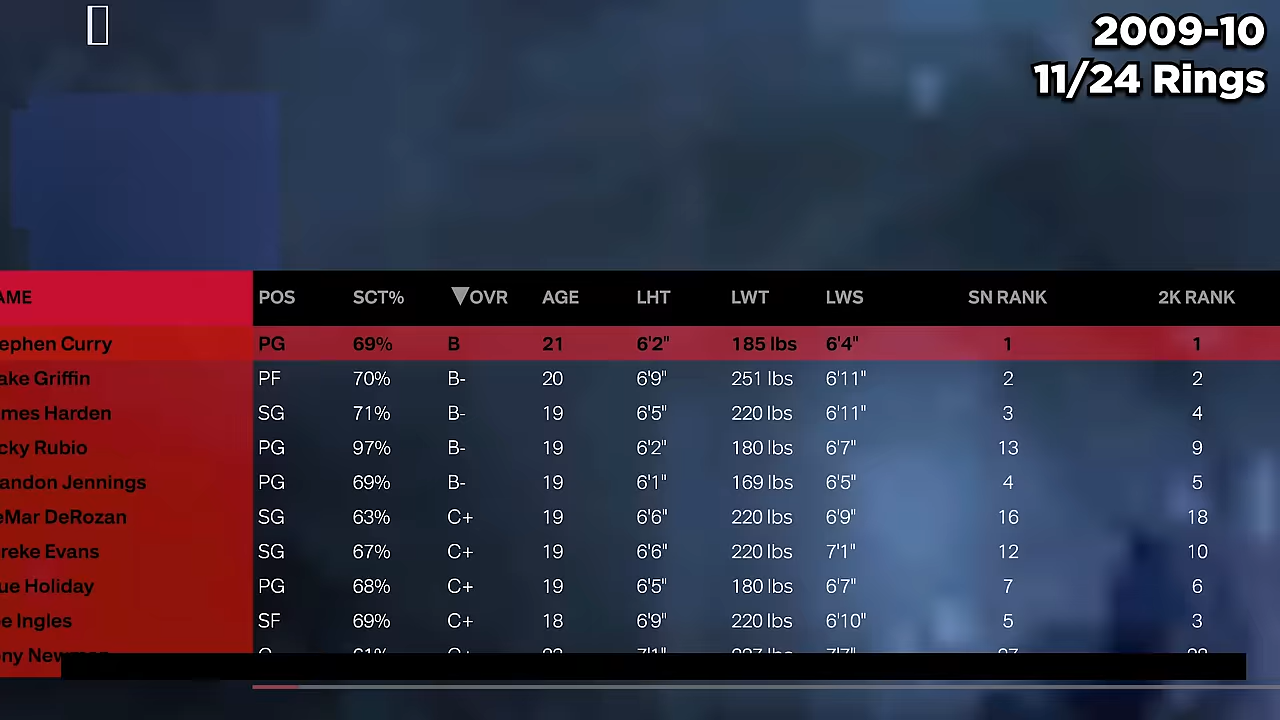 2009-10
11/24 Rings
AME POS SCT% ▼OVR AGE LHT LWT LWS SN RANK 2K RANK
ephen Curry PG 69% B 21 6'2" 185 lbs 6'4" 1 1
ake Griffin PF 70% B- 20 6'9" 251 lbs 6'11" 2 2
mes Harden SG 71% B- 19 6'5" 220 lbs 6'11" 3 4
cky Rubio PG 97% B- 19 6'2" 180 lbs 6'7" 13 9
andon Jennings PG 69% B- 19 6'1" 169 lbs 6'5" 4 5
eMar DeRozan SG 63% C+ 19 6'6" 220 lbs 6'9" 16 18
reke Evans SG 67% C+ 19 6'6" 220 lbs 7'1" 12 10
ue Holiday PG 68% C+ 19 6'5" 180 lbs 6'7" 7 6
e Ingles SF 69% C+ 18 6'9" 220 lbs 6'10" 5 3